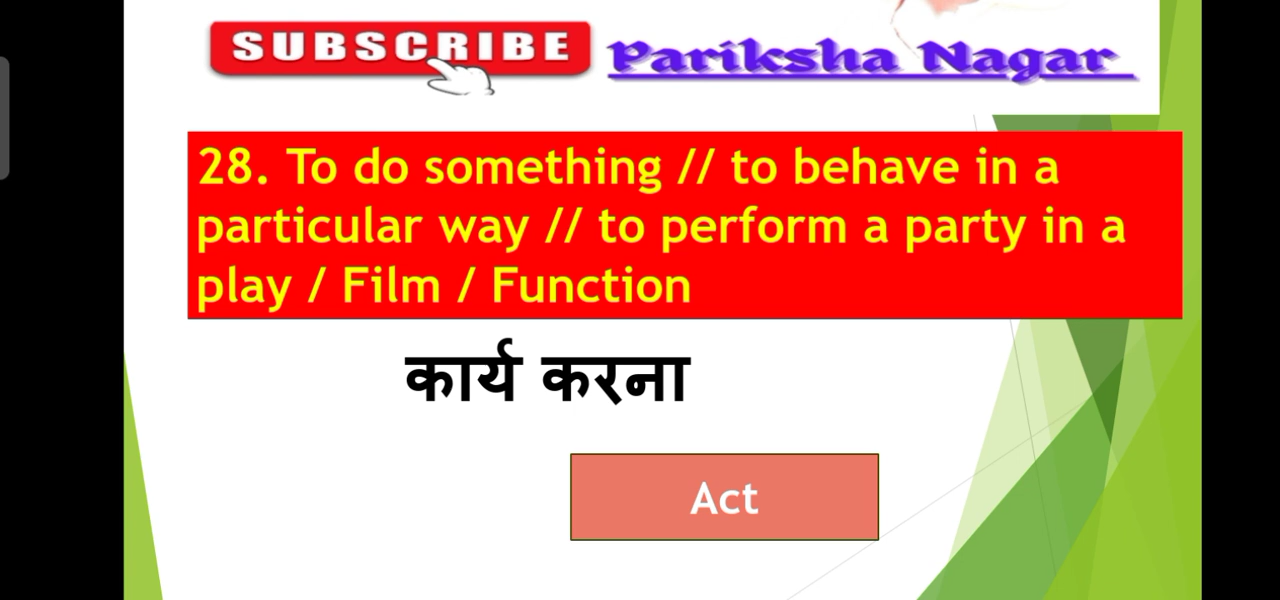 SUBSCRIBE Pariksha Nagar
28. To do something // to behave in a
particular way // to perform a party in a
play / Film / Function
कार्य करना
Act